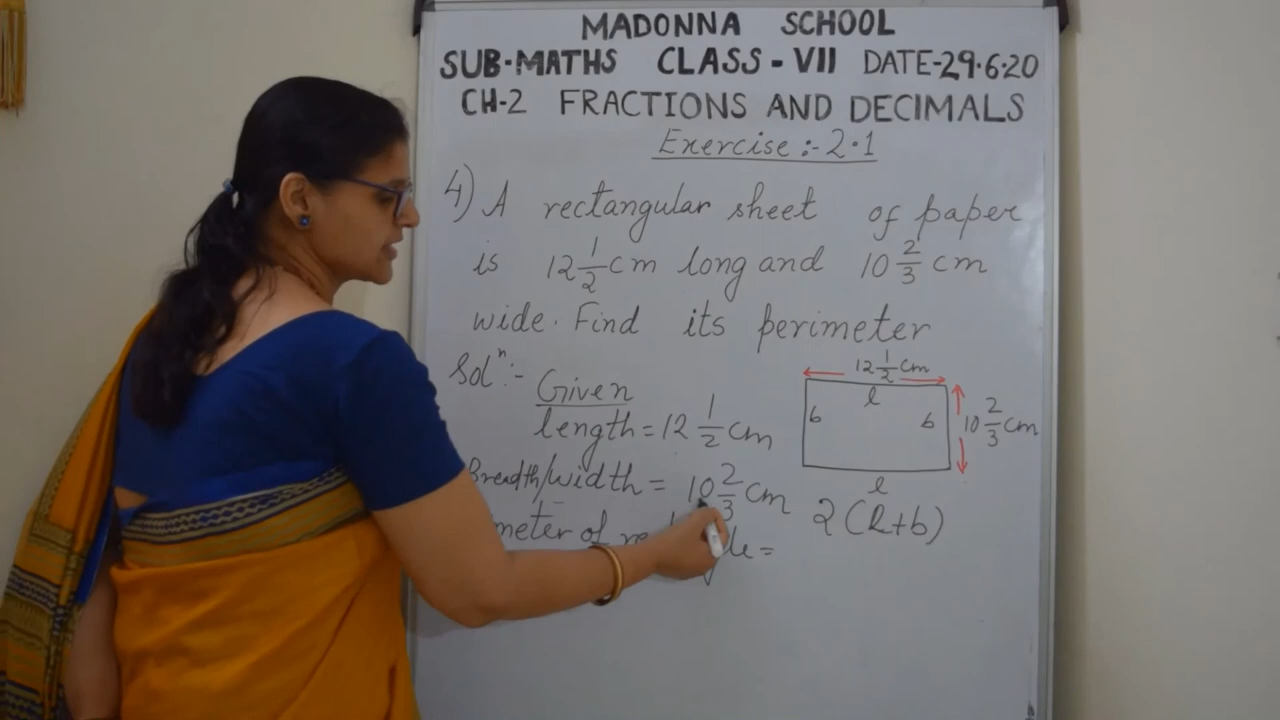 MADONNA SCHOOL
SUB-MATHS CLASS-VII DATE-29.6.20
CH-2 FRACTIONS AND DECIMALS
Exercise :- 2.1
4) A rectangular sheet of paper
is 12 1/2 cm long and 10 2/3 cm
wide. Find its perimeter
Solⁿ:-
Given
length = 12 1/2 cm
Breadth/width = 10 2/3 cm
of =
12 1/2 cm
l
b b
10 2/3 cm
l
2(l+b)